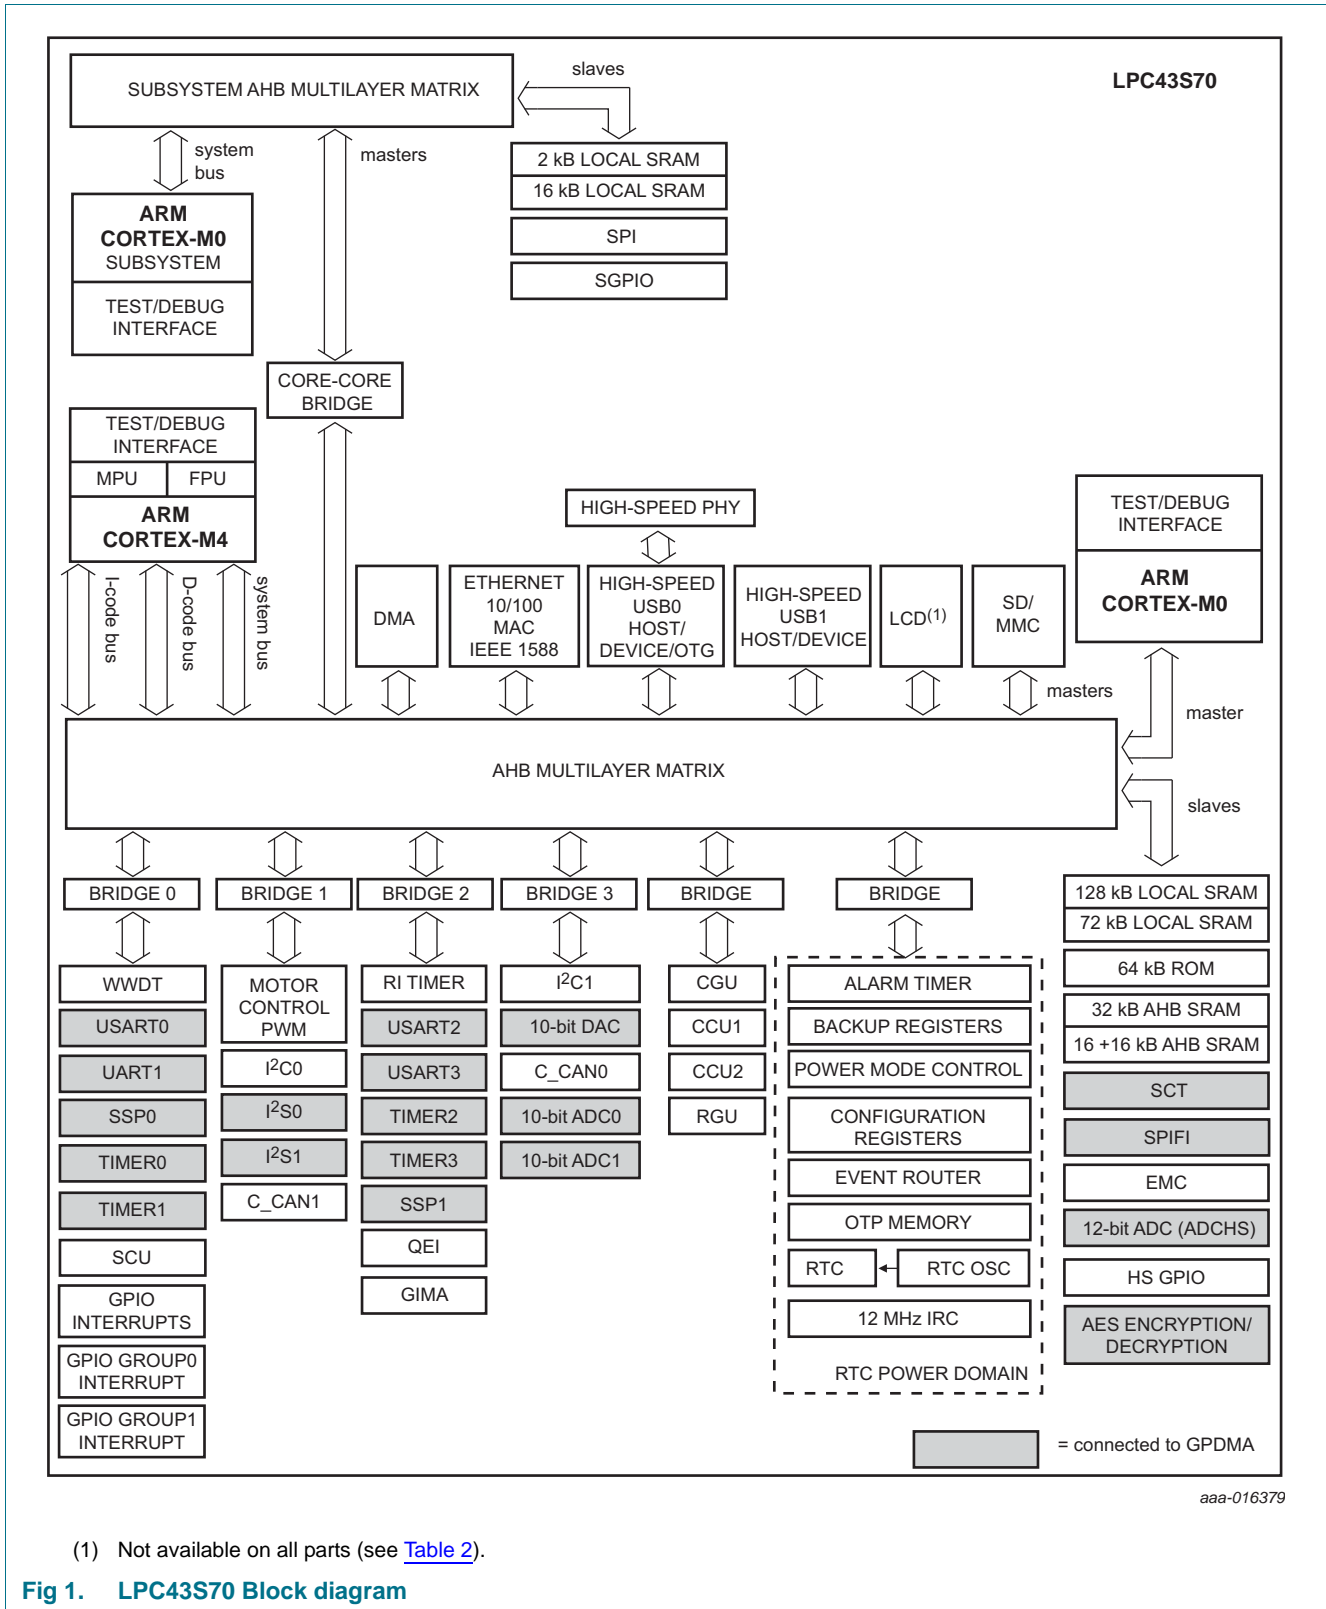 LPC43S70
SUBSYSTEM AHB MULTILAYER MATRIX
slaves
system
bus
masters
2 kB LOCAL SRAM
16 kB LOCAL SRAM
SPI
SGPIO
ARM
CORTEX-M0
SUBSYSTEM
TEST/DEBUG
INTERFACE
CORE-CORE
BRIDGE
TEST/DEBUG
INTERFACE
MPU
FPU
ARM
CORTEX-M4
I-code bus
D-code bus
system bus
HIGH-SPEED PHY
DMA
ETHERNET
10/100
MAC
IEEE 1588
HIGH-SPEED
USB0
HOST/
DEVICE/OTG
HIGH-SPEED
USB1
HOST/DEVICE
LCD(1)
SD/
MMC
TEST/DEBUG
INTERFACE
ARM
CORTEX-M0
masters
master
AHB MULTILAYER MATRIX
slaves
BRIDGE 0
BRIDGE 1
BRIDGE 2
BRIDGE 3
BRIDGE
BRIDGE
WWDT
USART0
UART1
SSP0
TIMER0
TIMER1
SCU
GPIO
INTERRUPTS
GPIO GROUP0
INTERRUPT
GPIO GROUP1
INTERRUPT
MOTOR
CONTROL
PWM
I2C0
I2S0
I2S1
C_CAN1
RI TIMER
USART2
USART3
TIMER2
TIMER3
SSP1
QEI
GIMA
I2C1
10-bit DAC
C_CAN0
10-bit ADC0
10-bit ADC1
CGU
CCU1
CCU2
RGU
ALARM TIMER
BACKUP REGISTERS
POWER MODE CONTROL
CONFIGURATION
REGISTERS
EVENT ROUTER
OTP MEMORY
RTC
RTC OSC
12 MHz IRC
RTC POWER DOMAIN
128 kB LOCAL SRAM
72 kB LOCAL SRAM
64 kB ROM
32 kB AHB SRAM
16 +16 kB AHB SRAM
SCT
SPIFI
EMC
12-bit ADC (ADCHS)
HS GPIO
AES ENCRYPTION/
DECRYPTION
= connected to GPDMA
aaa-016379
(1) Not available on all parts (see Table 2).
Fig 1. LPC43S70 Block diagram